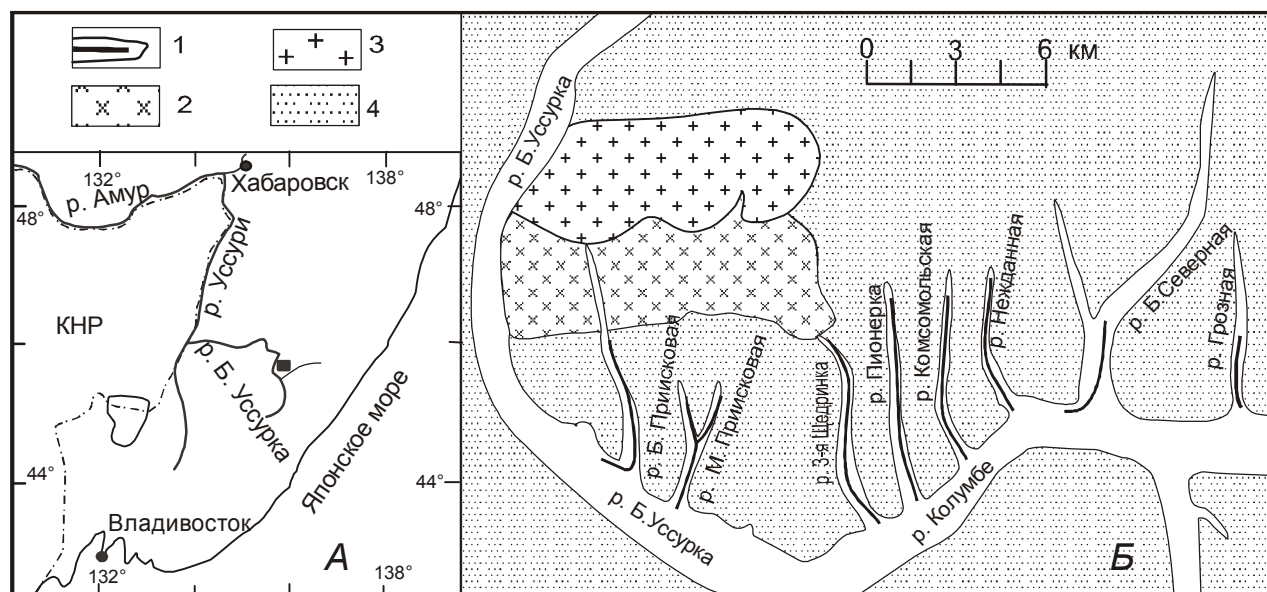 1
3
2
4
132°
138°
Хабаровск
р. Амур
48°
48°
р. Уссури
КНР
р. Б. Уссурка
Японское море
44°
44°
Владивосток
132°
138°
А
0 3 6 км
р. Б.Уссурка
р. Б. Приисковая
р. М. Приисковая
р. 3-я Щедринка
р. Пионерка
р. Комсомольская
р. Нежданная
р. Б.Северная
р. Грозная
р. Б.Уссурка
р. Колумбе
Б